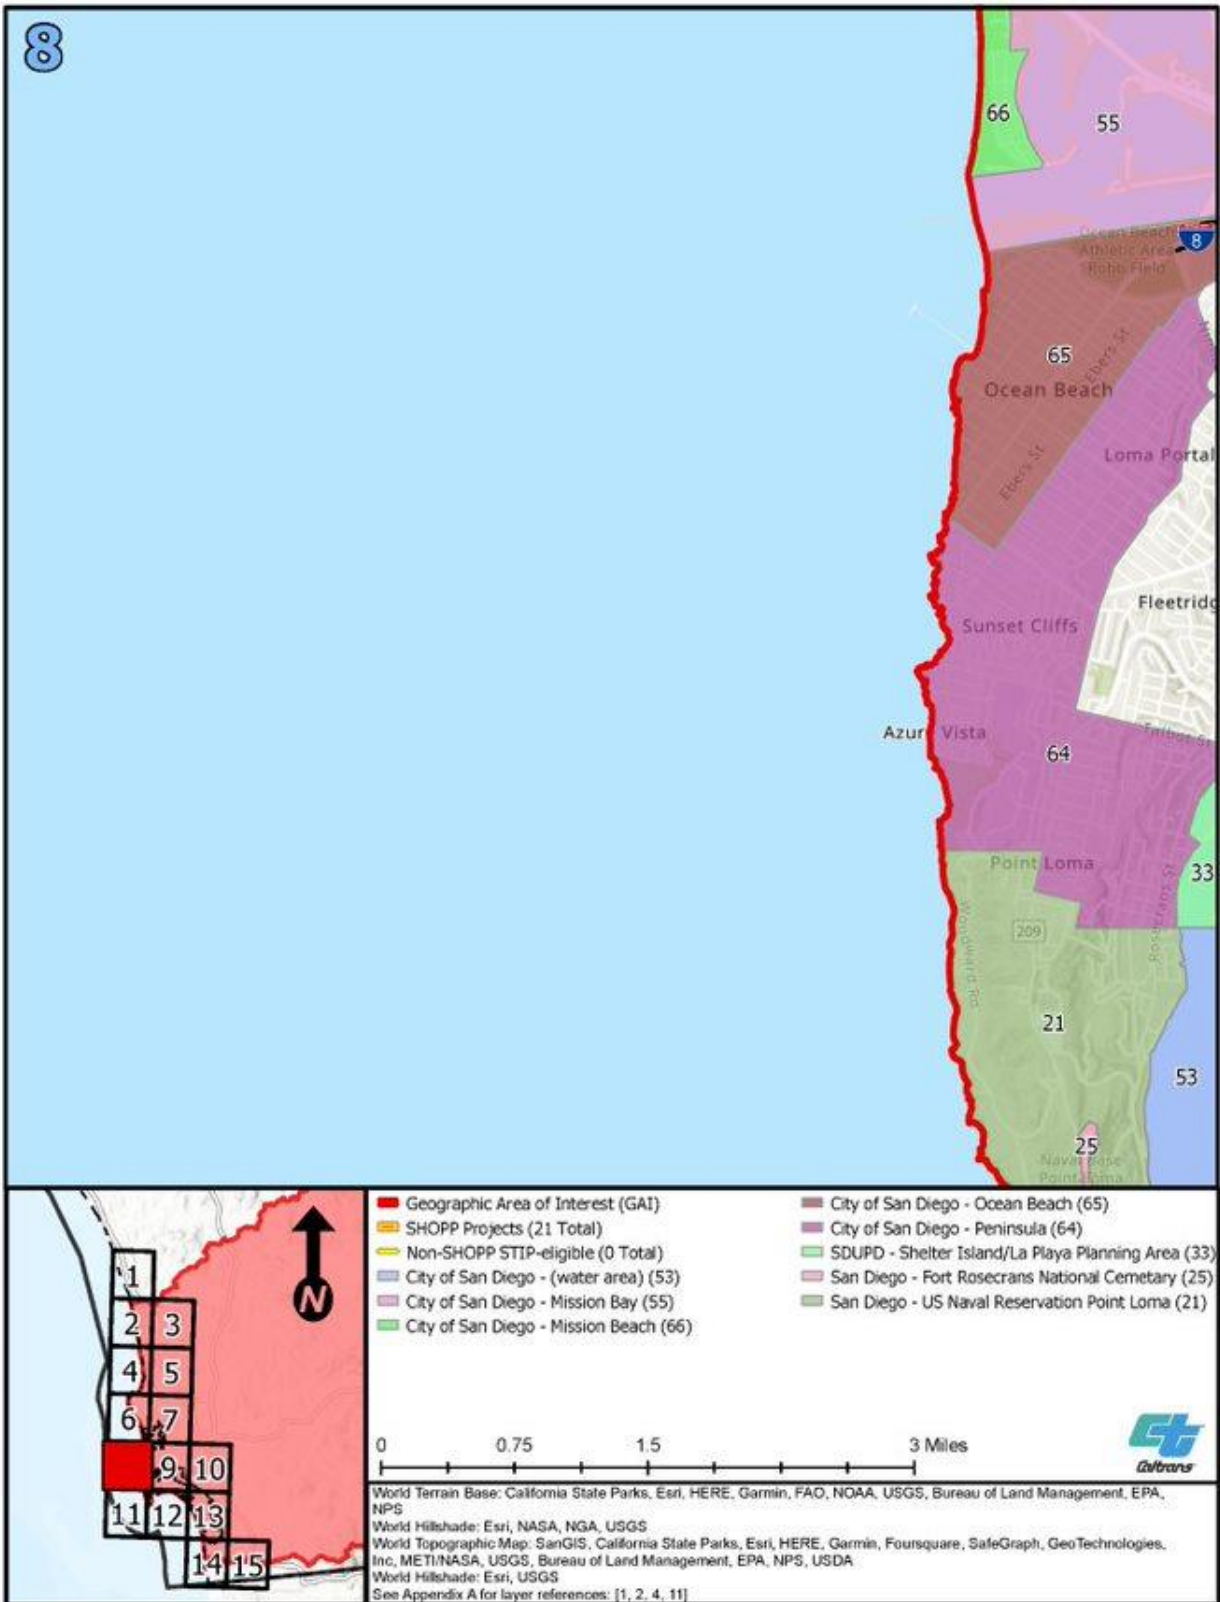 8
66
55
Ocean Beach
Athletic Area
Robb Field
8
65
Ebers St
Ocean Beach
Loma Portal
Ebers St
Fleetridg
Sunset Cliffs
Azure Vista
Talbot St
64
Point Loma
33
Rosecrans St
Woodward Rd
209
21
53
25
Naval Base
Point Loma
1
2 3
4 5
6 7
9 10
11 12 13
14 15
N
Geographic Area of Interest (GAI)
SHOPP Projects (21 Total)
Non-SHOPP STIP-eligible (0 Total)
City of San Diego - (water area) (53)
City of San Diego - Mission Bay (55)
City of San Diego - Mission Beach (66)
City of San Diego - Ocean Beach (65)
City of San Diego - Peninsula (64)
SDUPD - Shelter Island/La Playa Planning Area (33)
San Diego - Fort Rosecrans National Cemetary (25)
San Diego - US Naval Reservation Point Loma (21)
0 0.75 1.5 3 Miles
Caltrans
World Terrain Base: California State Parks, Esri, HERE, Garmin, FAO, NOAA, USGS, Bureau of Land Management, EPA,
NPS
World Hillshade: Esri, NASA, NGA, USGS
World Topographic Map: SanGIS, California State Parks, Esri, HERE, Garmin, Foursquare, SafeGraph, GeoTechnologies,
Inc, METI/NASA, USGS, Bureau of Land Management, EPA, NPS, USDA
World Hillshade: Esri, USGS
See Appendix A for layer references: [1, 2, 4, 11]